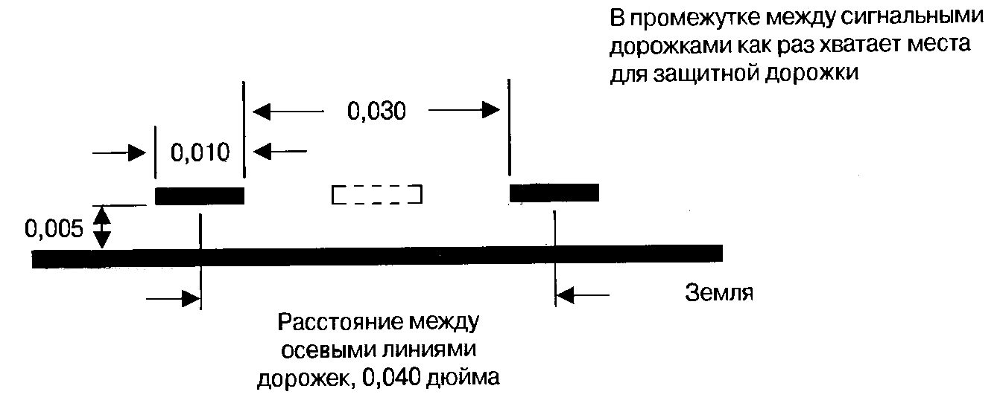 В промежутке между сигнальными
дорожками как раз хватает места
для защитной дорожки
0,030
0,010
0,005
Земля
Расстояние между
осевыми линиями
дорожек, 0,040 дюйма